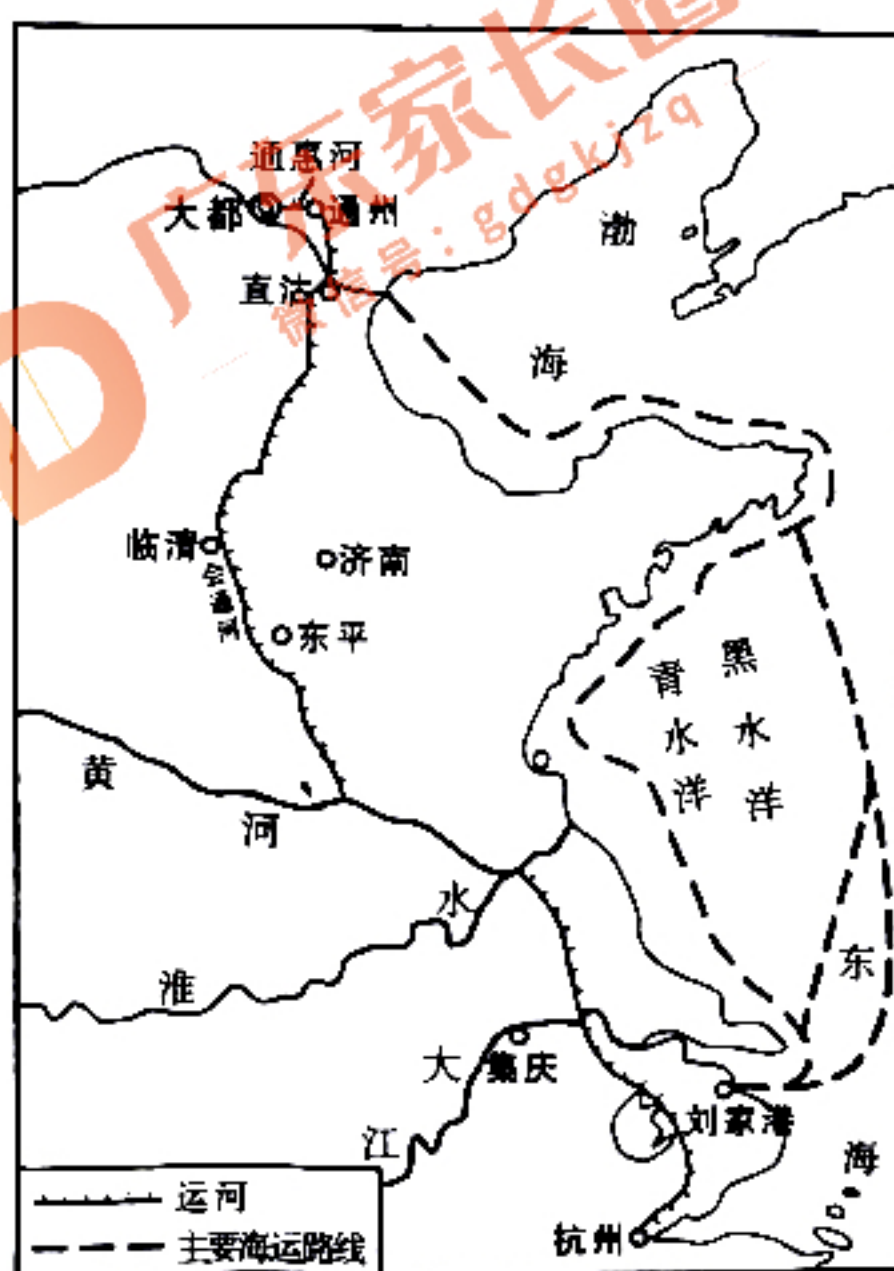 广东家长圈
微信号：gdgkjzq
通惠河
大都
通州
直沽
渤
海
临清
会通河
济南
东平
青水洋
黑水洋
黄
河
水
淮
东
大
集庆
江
刘家港
海
运河
主要海运路线
杭州